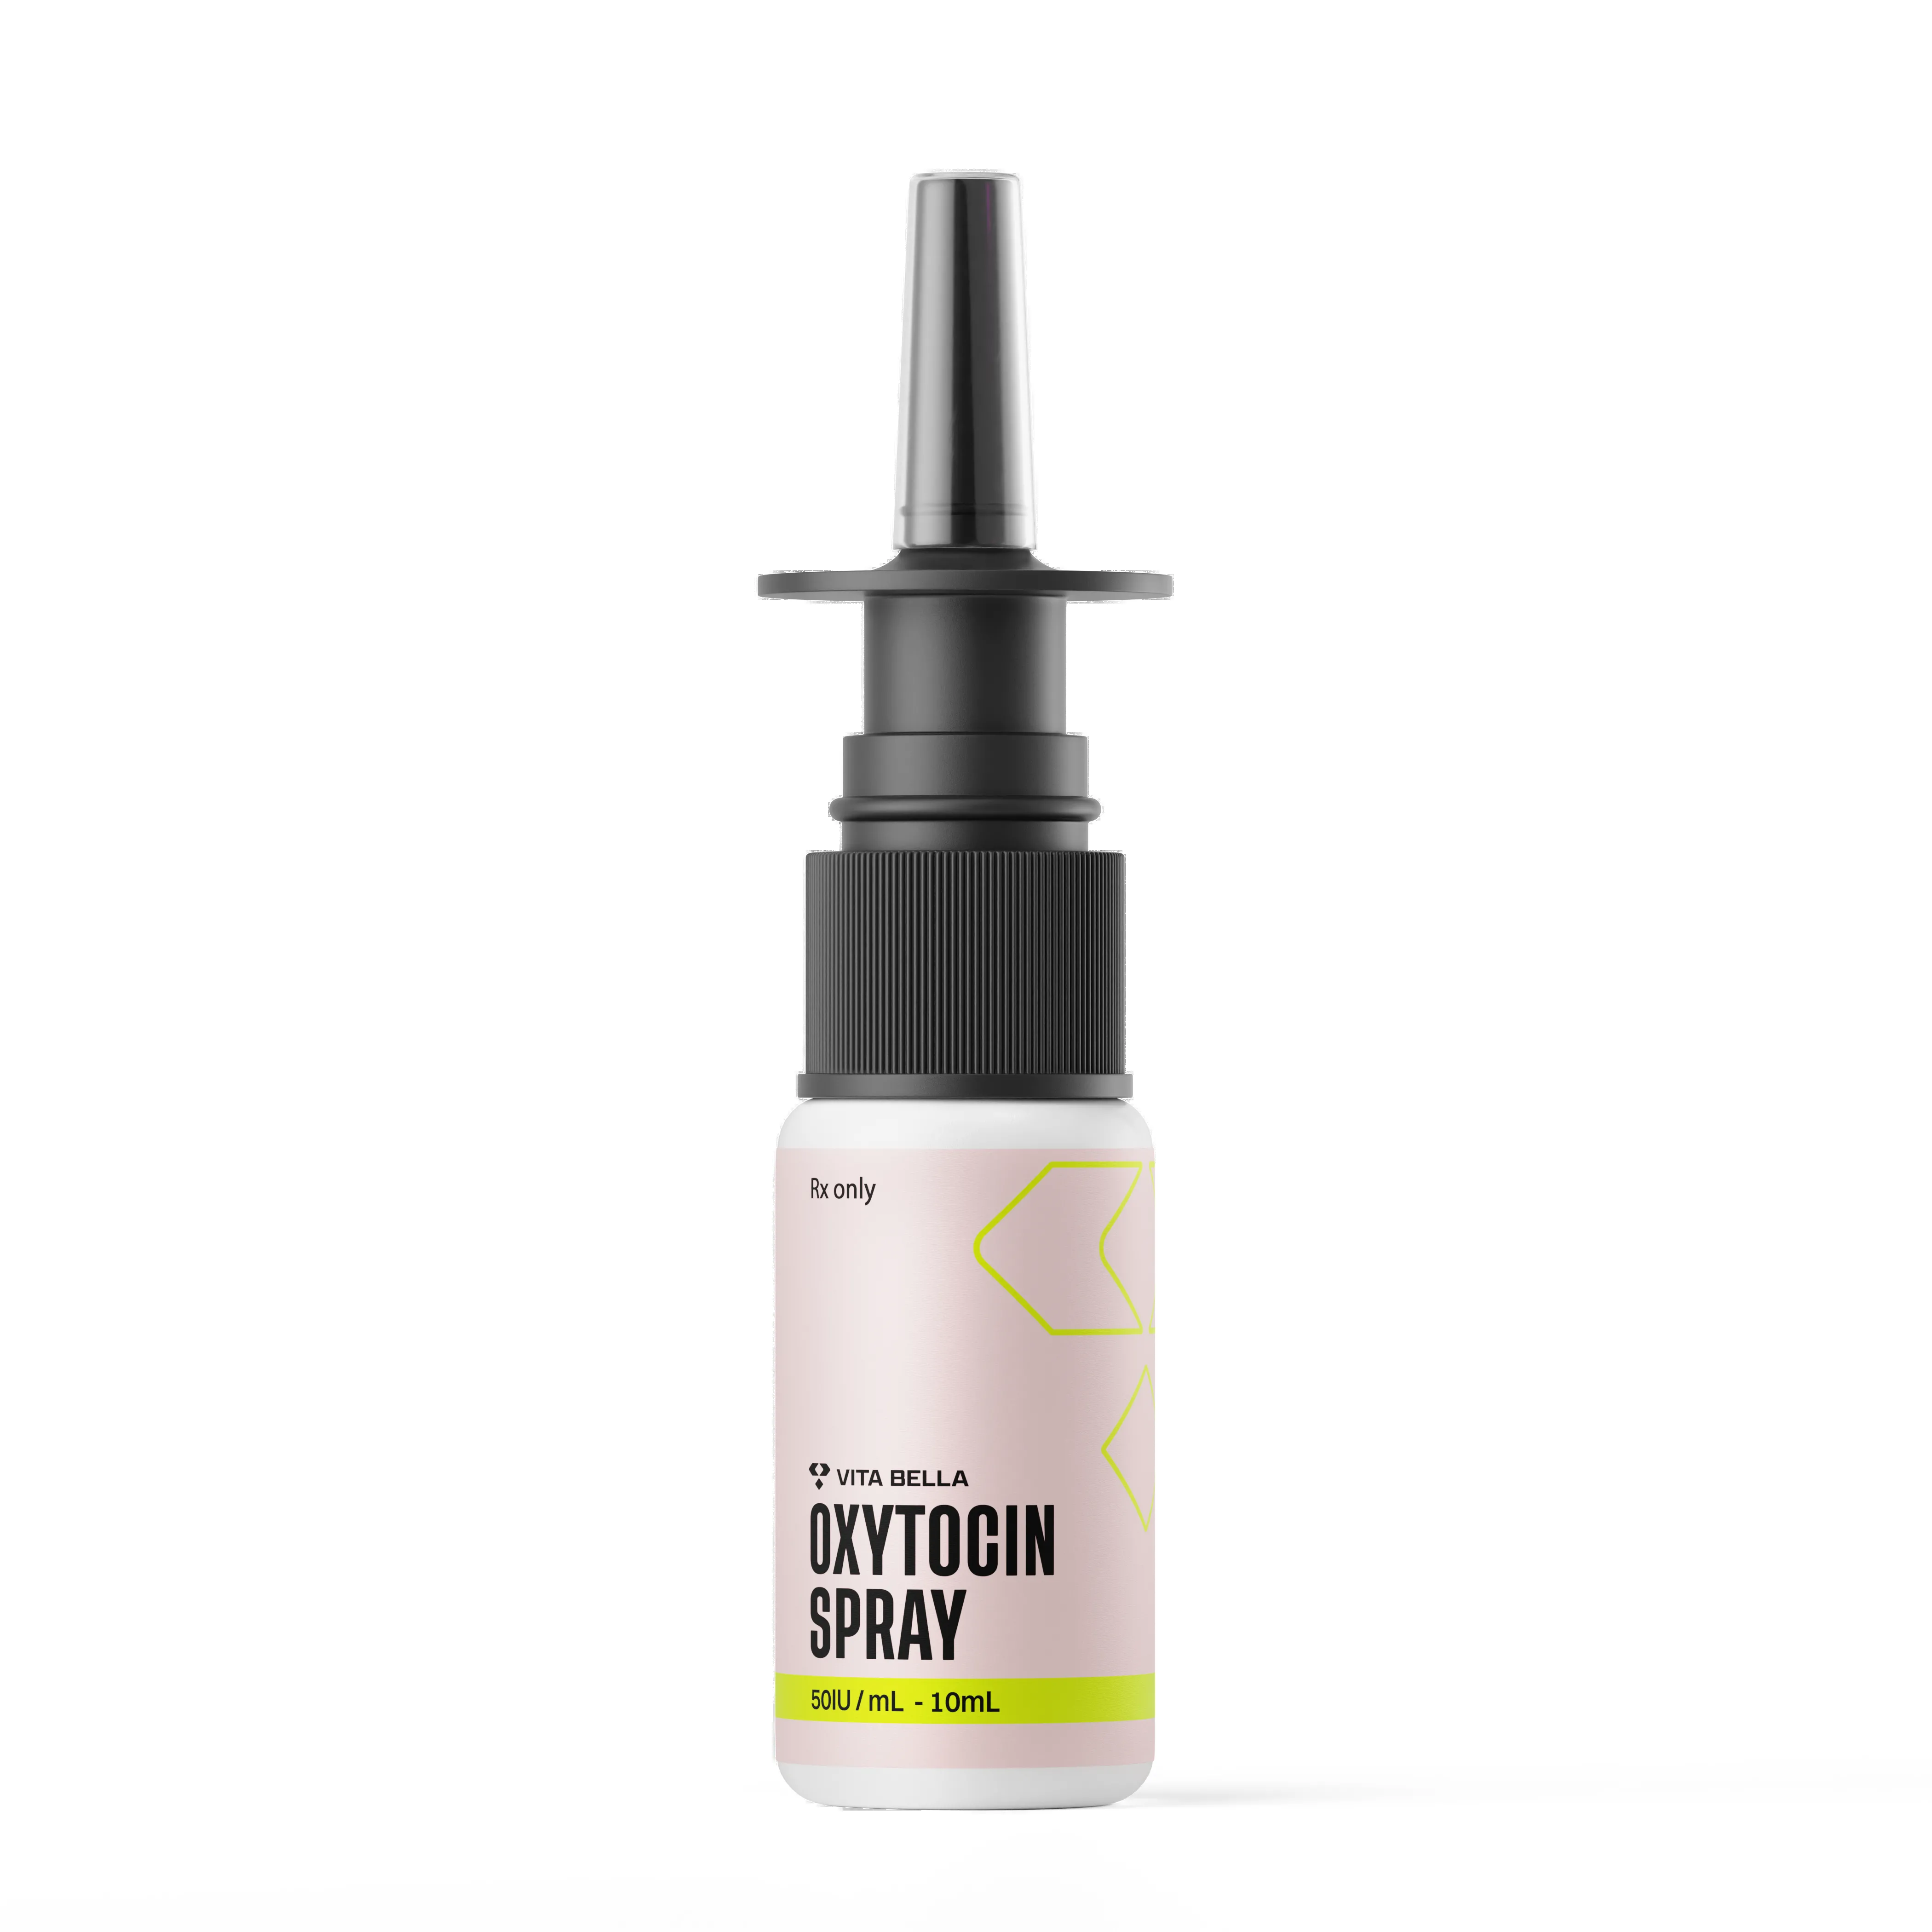 Rx only
VITA BELLA
OXYTOCIN
SPRAY
50IU / mL - 10mL